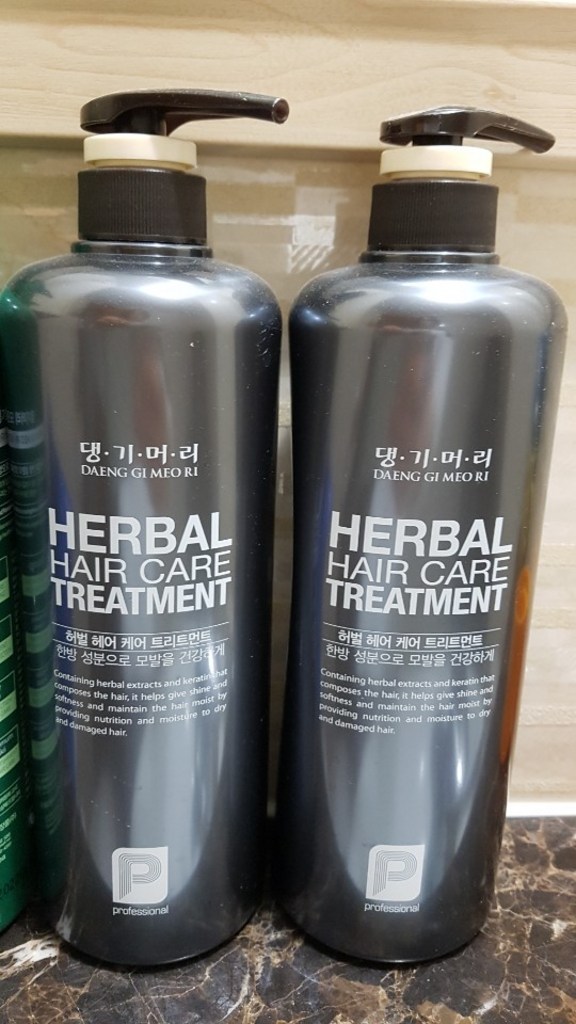 댕·기·머·리
DAENG GI MEO RI
HERBAL
HAIR CARE
TREATMENT
허벌 헤어 케어 트리트먼트
한방 성분으로 모발을 건강하게
Containing herbal extracts and keratin that
composes the hair, it helps give shine and
softness and maintain the hair moist by
providing nutrition and moisture to dry
and damaged hair.
P
professional
댕·기·머·리
DAENG GI MEO RI
HERBAL
HAIR CARE
TREATMENT
허벌 헤어 케어 트리트먼트
한방 성분으로 모발을 건강하게
Containing herbal extracts and keratin that
composes the hair, it helps give shine and
softness and maintain the hair moist by
providing nutrition and moisture to dry
and damaged hair.
P
professional